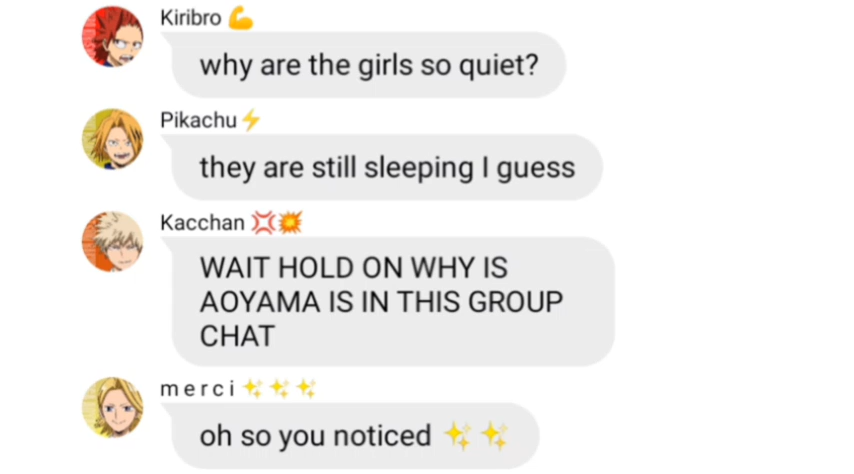 Kiribro 💪
why are the girls so quiet?
Pikachu⚡
they are still sleeping I guess
Kacchan 💢💥
WAIT HOLD ON WHY IS
AOYAMA IS IN THIS GROUP
CHAT
m e r c i ✨ ✨ ✨
oh so you noticed ✨ ✨